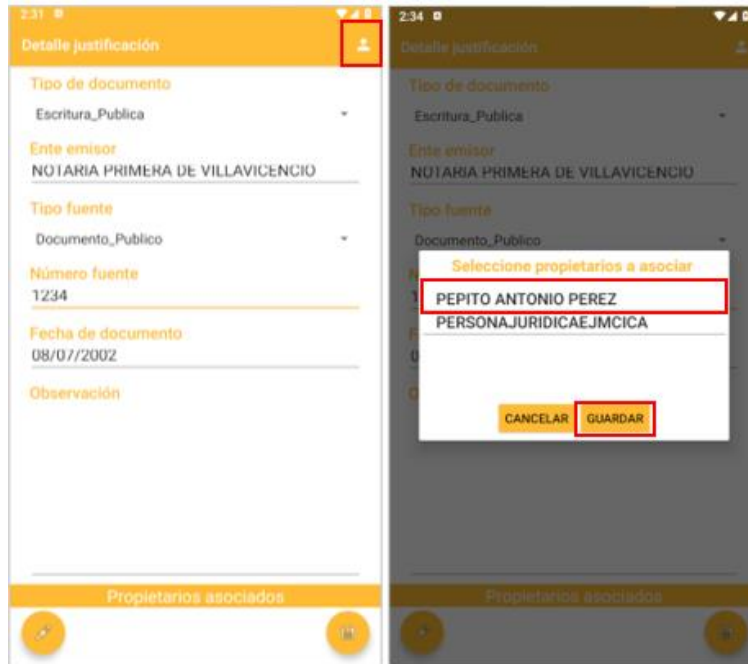 2:31
Detalle justificación
Tipo de documento
Escritura_Publica
Ente emisor
NOTARIA PRIMERA DE VILLAVICENCIO
Tipo fuente
Documento_Publico
Número fuente
1234
Fecha de documento
08/07/2002
Observación
Propietarios asociados
2:34
Detalle justificación
Tipo de documento
Escritura_Publica
Ente emisor
NOTARIA PRIMERA DE VILLAVICENCIO
Tipo fuente
Documento_Publico
Seleccione propietarios a asociar
PEPITO ANTONIO PEREZ
PERSONAJURIDICAEJMCICA
CANCELAR GUARDAR
Propietarios asociados